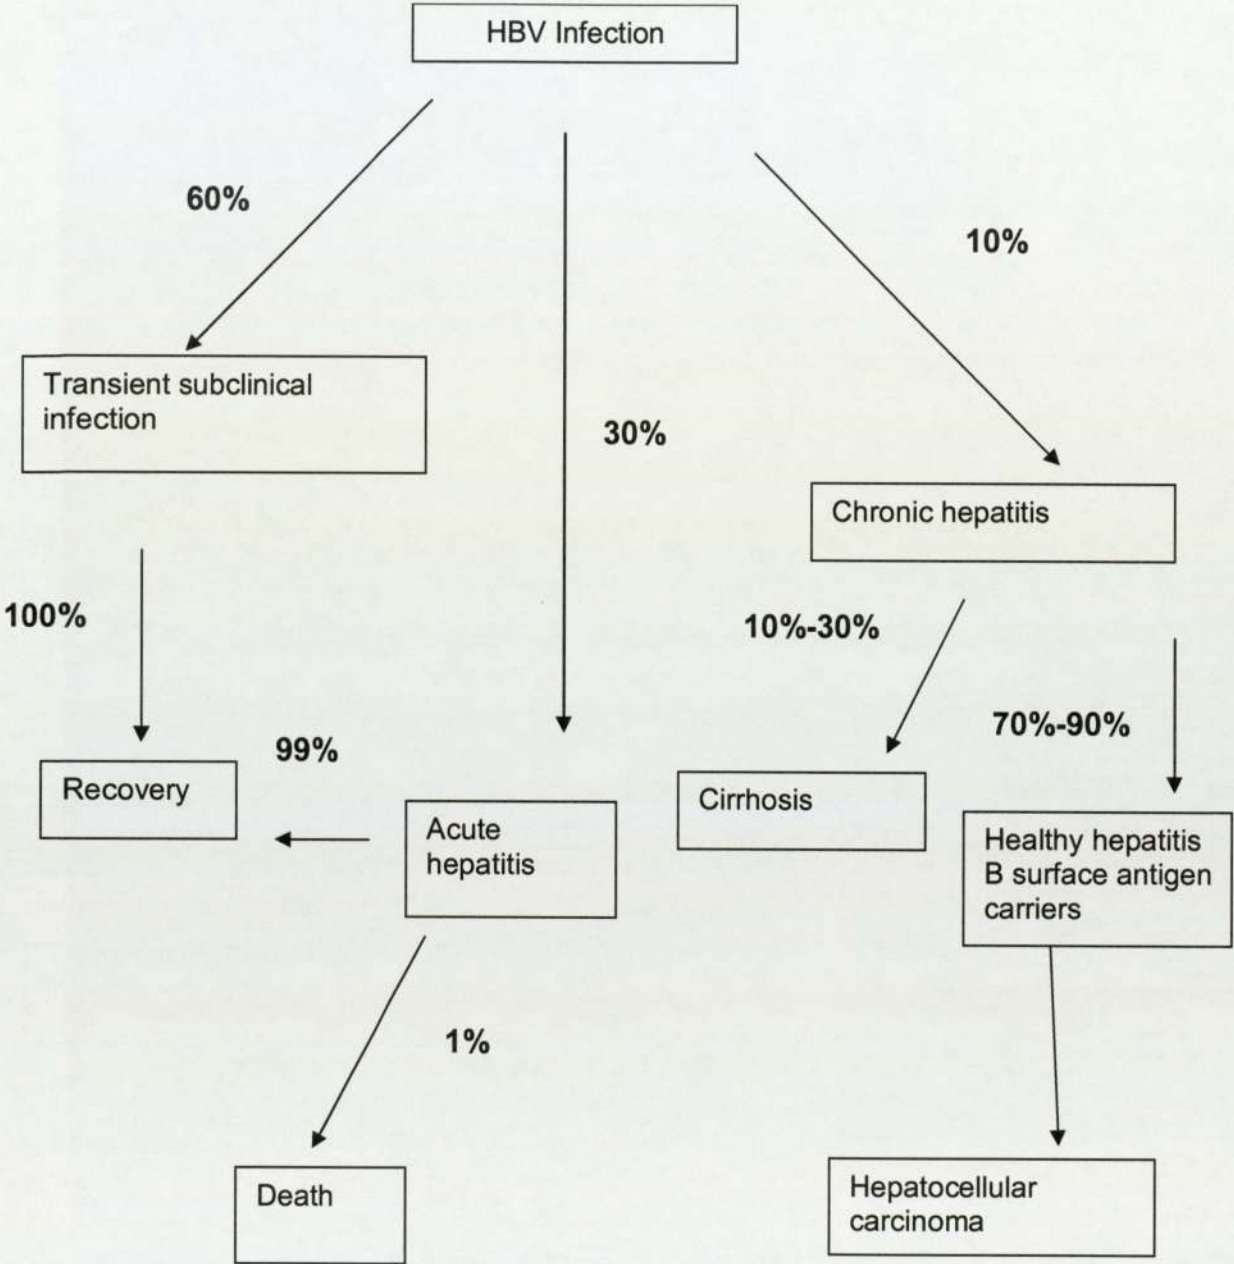 HBV Infection
60%
10%
Transient subclinical
infection
30%
Chronic hepatitis
100%
10%-30%
70%-90%
99%
Recovery
Cirrhosis
Acute
hepatitis
Healthy hepatitis
B surface antigen
carriers
1%
Death
Hepatocellular
carcinoma